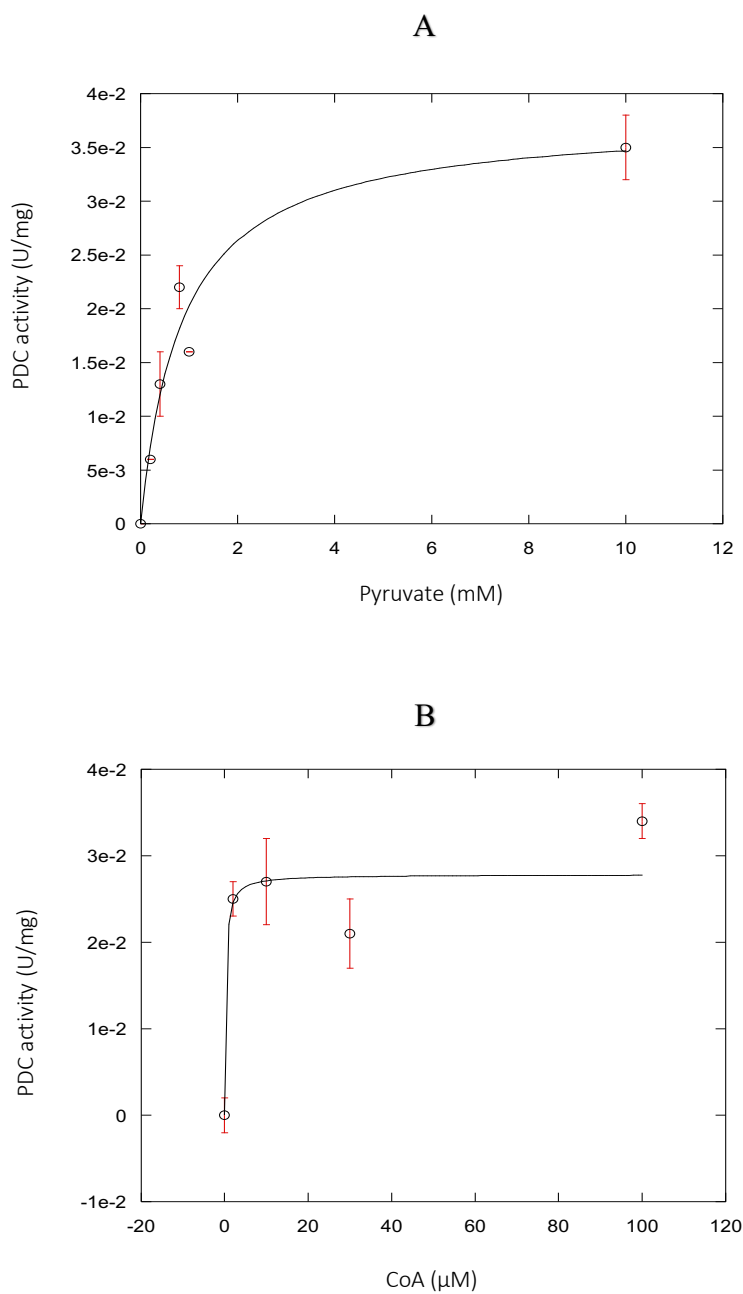 A
4e-2
3.5e-2
3e-2
2.5e-2
2e-2
1.5e-2
1e-2
5e-3
0
PDC activity (U/mg)
0 2 4 6 8 10 12
Pyruvate (mM)
B
4e-2
3e-2
2e-2
1e-2
0
-1e-2
PDC activity (U/mg)
-20 0 20 40 60 80 100 120
CoA (µM)